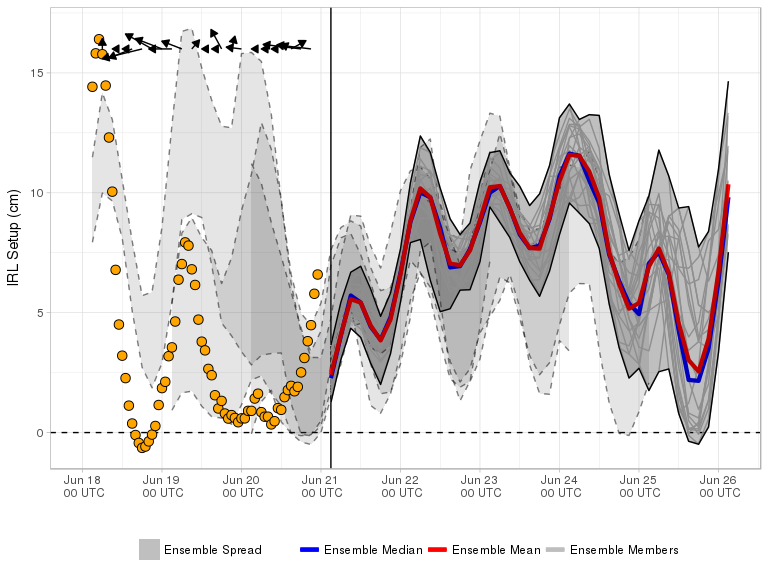 IRL Setup (cm)
15
10
5
0
Jun 18 Jun 19 Jun 20 Jun 21 Jun 22 Jun 23 Jun 24 Jun 25 Jun 26
00 UTC 00 UTC 00 UTC 00 UTC 00 UTC 00 UTC 00 UTC 00 UTC 00 UTC
Ensemble Spread Ensemble Median Ensemble Mean Ensemble Members